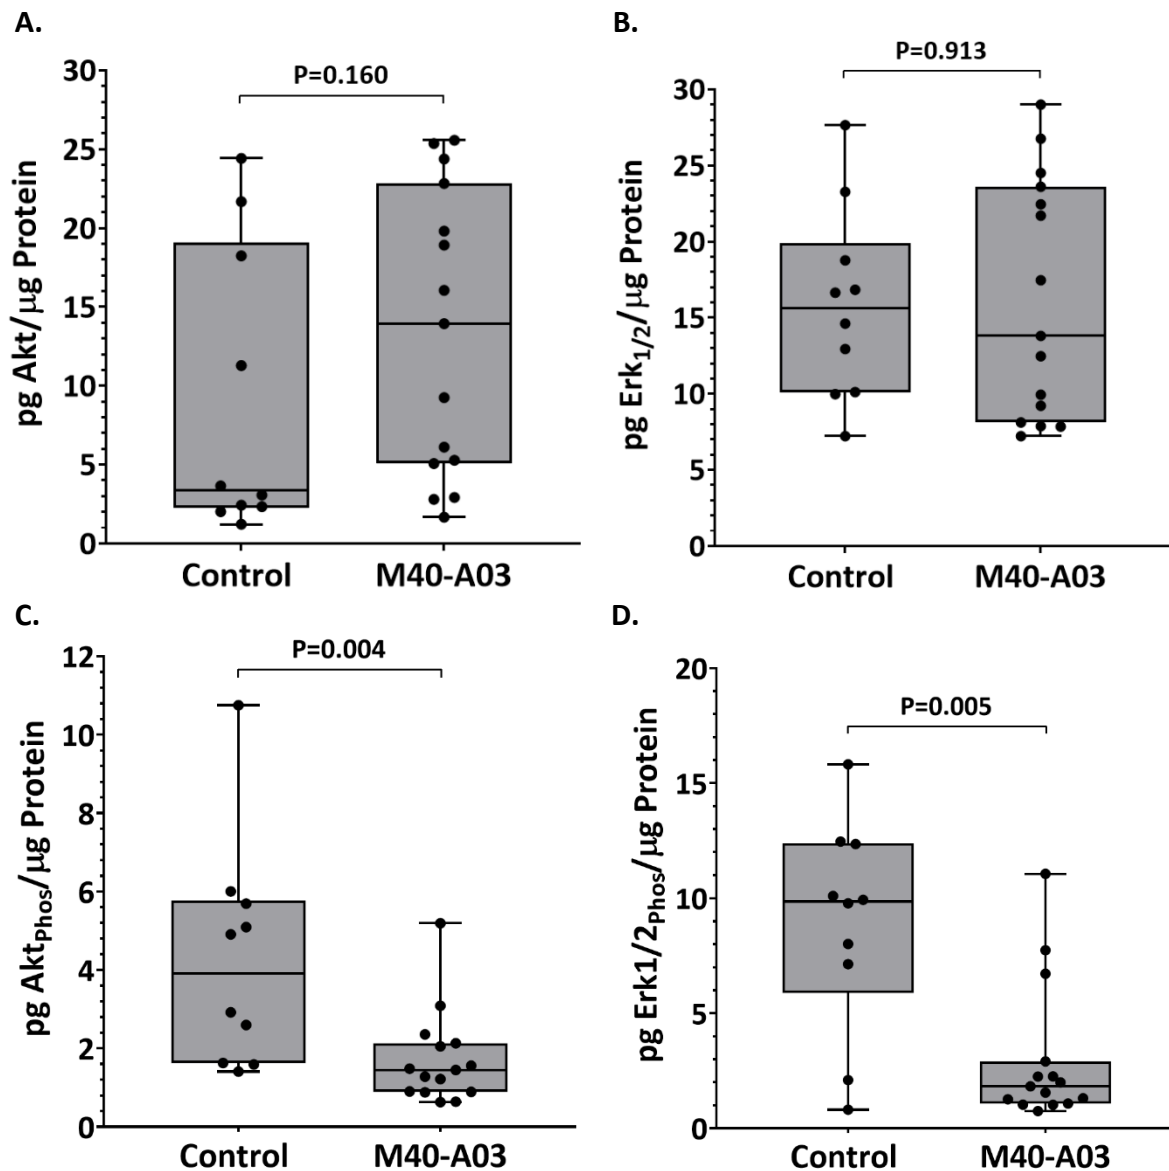 A.
P=0.160
pg Akt/µg Protein
30
25
20
15
10
5
0
Control M40-A03
B.
P=0.913
pg Erk1/2/µg Protein
30
25
20
15
10
5
0
Control M40-A03
C.
P=0.004
pg AktPhos/µg Protein
12
10
8
6
4
2
0
Control M40-A03
D.
P=0.005
pg Erk1/2Phos/µg Protein
20
15
10
5
0
Control M40-A03